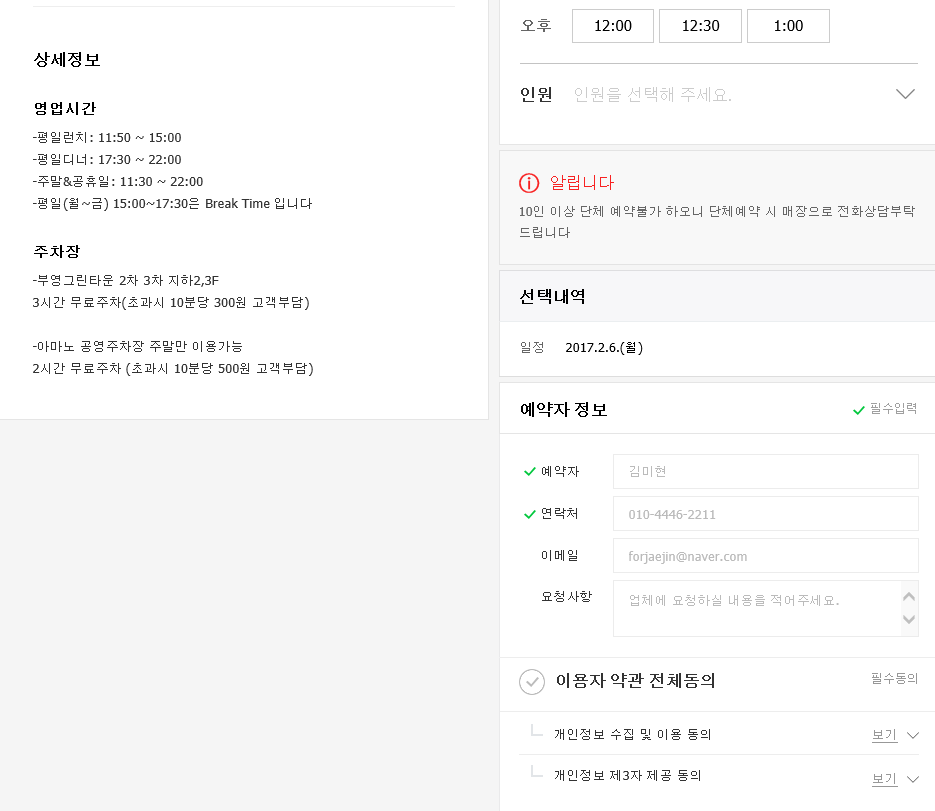 상세정보
영업시간
-평일런치: 11:50 ~ 15:00
-평일디너: 17:30 ~ 22:00
-주말&공휴일: 11:30 ~ 22:00
-평일(월~금) 15:00~17:30은 Break Time 입니다
주차장
-부영그린타운 2차 3차 지하2,3F
3시간 무료주차(초과시 10분당 300원 고객부담)
-아마노 공영주차장 주말만 이용가능
2시간 무료주차 (초과시 10분당 500원 고객부담)
오후 12:00 12:30 1:00
인원 인원을 선택해 주세요.
알립니다
10인 이상 단체 예약불가 하오니 단체예약 시 매장으로 전화상담부탁
드립니다
선택내역
일정 2017.2.6.(월)
예약자 정보 필수입력
예약자 김미현
연락처 010-4446-2211
이메일 forjaejin@naver.com
요청사항 업체에 요청하실 내용을 적어주세요.
이용자 약관 전체동의 필수동의
개인정보 수집 및 이용 동의 보기
개인정보 제3자 제공 동의 보기